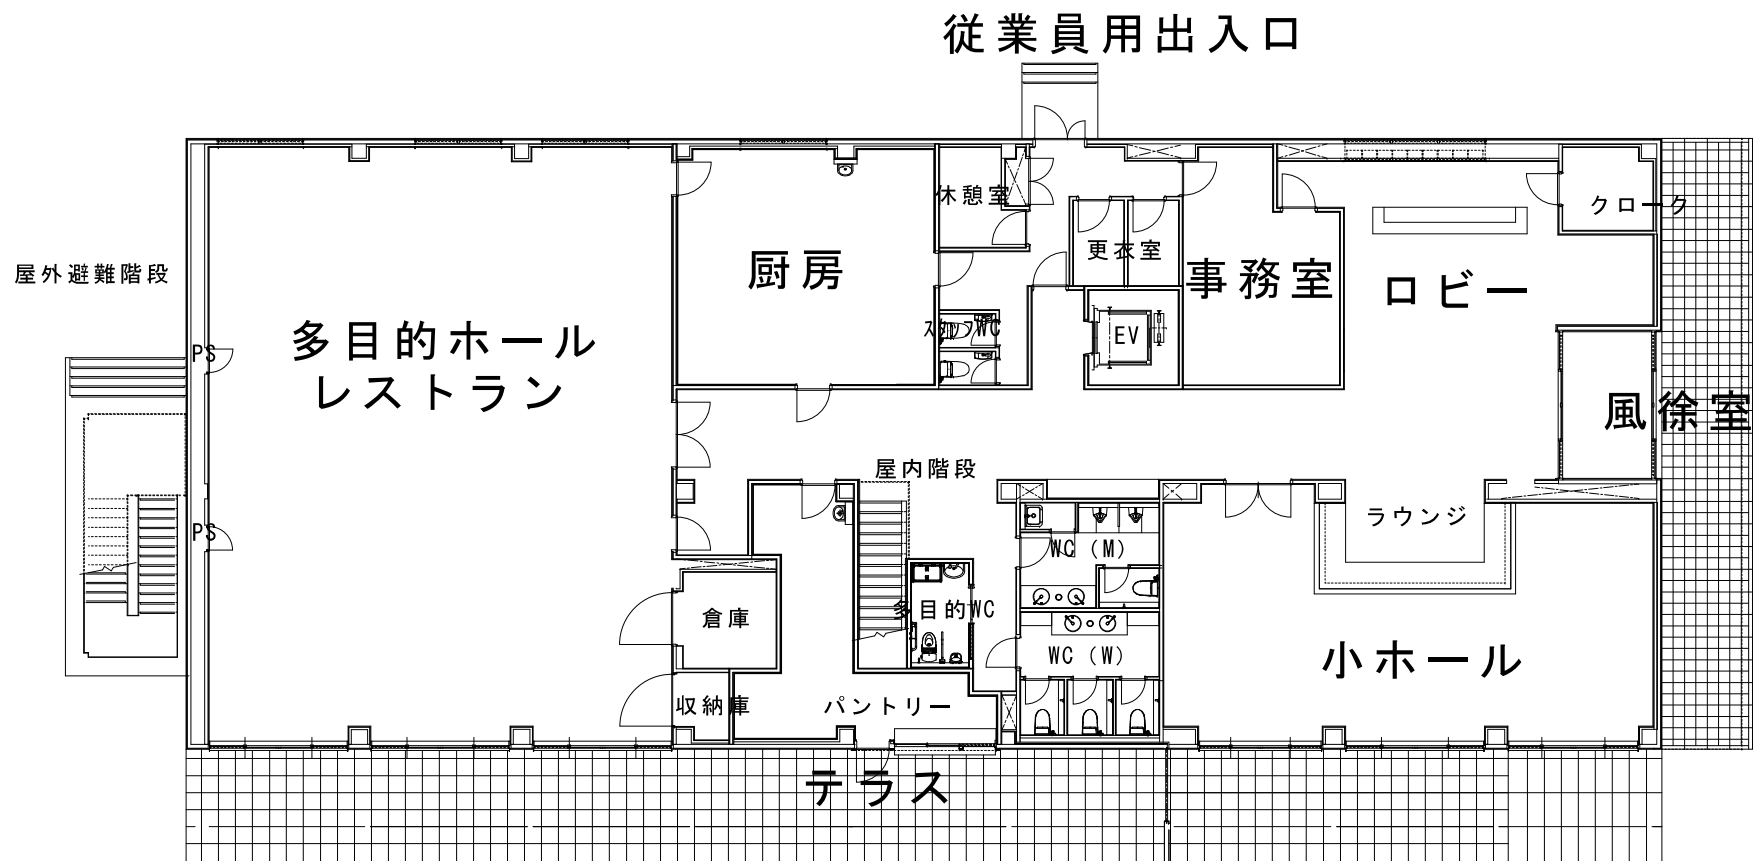 従業員用出入口
休憩室
クローク
更衣室
屋外避難階段
厨房
事務室
ロビー
スタッフWC
EV
多目的ホール
レストラン
PS
風徐室
屋内階段
ラウンジ
PS
WC (M)
倉庫
多目的WC
WC (W)
小ホール
収納庫
パントリー
テラス